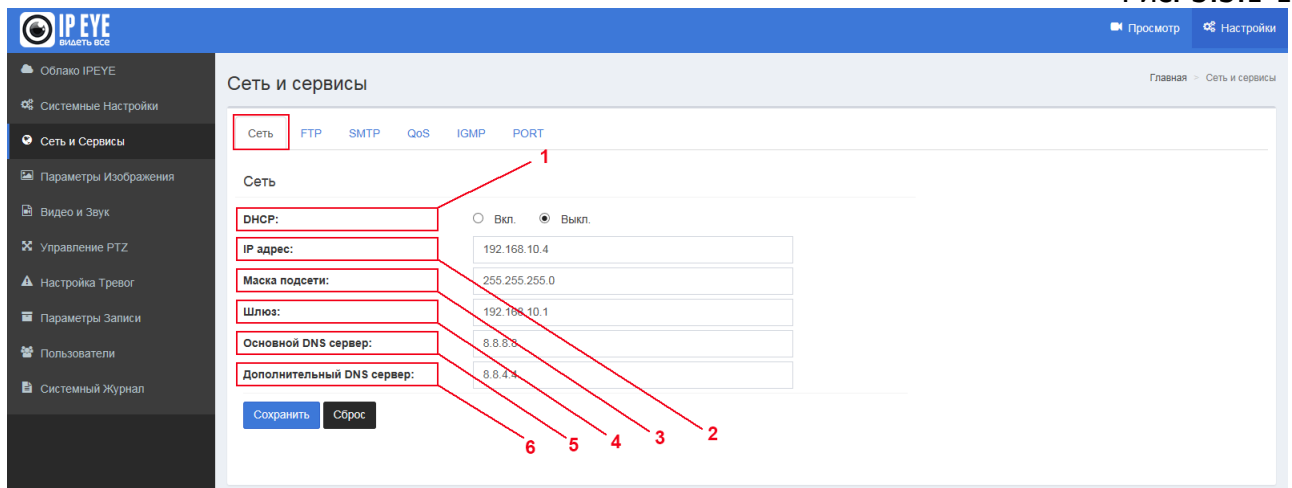 IP EYE
ВИДЕТЬ ВСЕ
Просмотр
Настройки
Облако IPEYE
Системные Настройки
Сеть и Сервисы
Параметры Изображения
Видео и Звук
Управление PTZ
Настройка Тревог
Параметры Записи
Пользователи
Системный Журнал
Сеть и сервисы
Главная > Сеть и сервисы
Сеть FTP SMTP QoS IGMP PORT
1
Сеть
DHCP: Вкл. Выкл.
IP адрес: 192.168.10.4
Маска подсети: 255.255.255.0
Шлюз: 192.168.10.1
Основной DNS сервер: 8.8.8.8
Дополнительный DNS сервер: 8.8.4.4
Сохранить Сброс
6 5 4 3 2